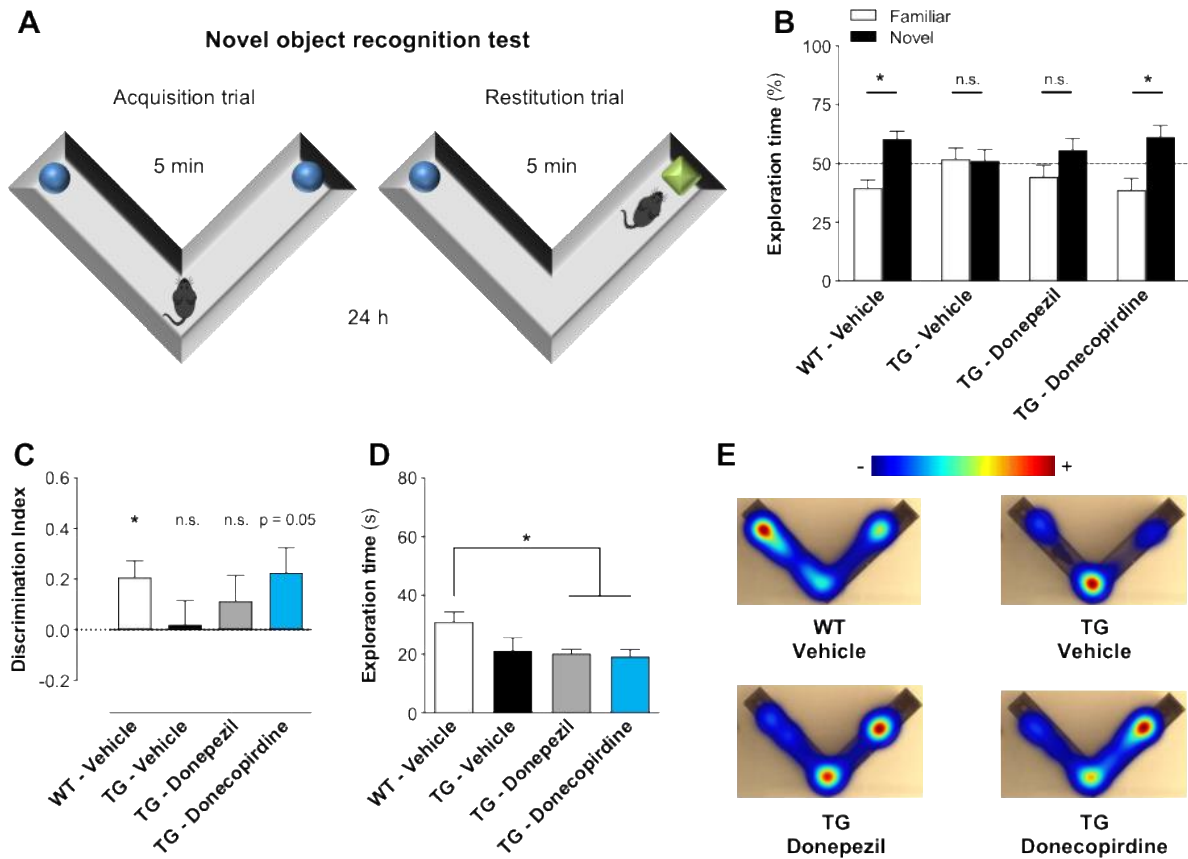 A
Novel object recognition test
Acquisition trial
Restitution trial
5 min
5 min
24 h
B
Familiar
Novel
Exploration time (%)
100
75
50
25
0
*
n.s.
n.s.
*
WT - Vehicle
TG - Vehicle
TG - Donepezil
TG - Donecopirdine
C
Discrimination Index
0.6
0.4
0.2
0.0
-0.2
*
n.s.
n.s.
p = 0.05
WT - Vehicle
TG - Vehicle
TG - Donepezil
TG - Donecopirdine
D
Exploration time (s)
80
60
40
20
0
*
WT - Vehicle
TG - Vehicle
TG - Donepezil
TG - Donecopirdine
E
-
+
WT
Vehicle
TG
Vehicle
TG
Donepezil
TG
Donecopirdine